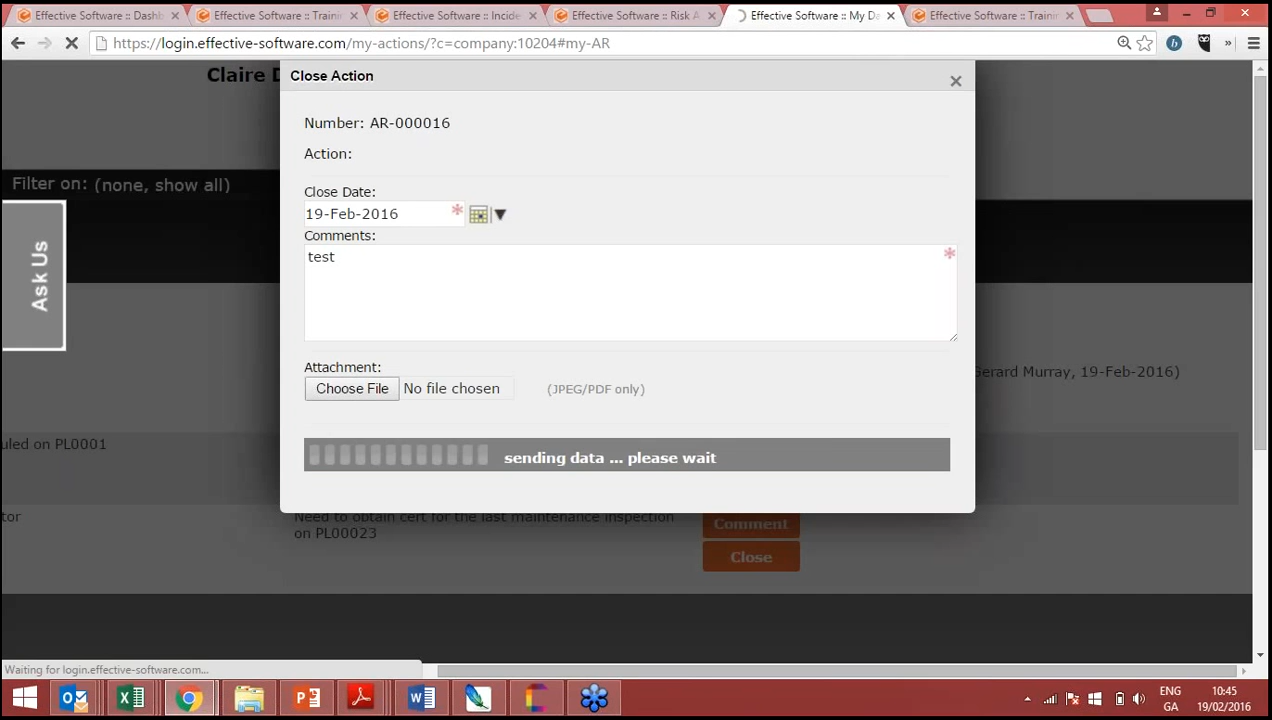 Effective Software :: Dashb
Effective Software :: Trainin
Effective Software :: Incide
Effective Software :: Risk A
Effective Software :: My Da
Effective Software :: Trainin
https://login.effective-software.com/my-actions/?c=company:10204#my-AR
Claire D
Close Action
Number: AR-000016
Action:
Filter on: (none, show all)
Close Date:
19-Feb-2016 *
Comments:
test
*
Ask Us
Attachment:
Choose File No file chosen (JPEG/PDF only)
Gerard Murray, 19-Feb-2016)
uled on PL0001
sending data ... please wait
tor
Need to obtain cert for the last maintenance inspection
on PL00023
Comment
Close
Waiting for login.effective-software.com...
ENG
GA
10:45
19/02/2016